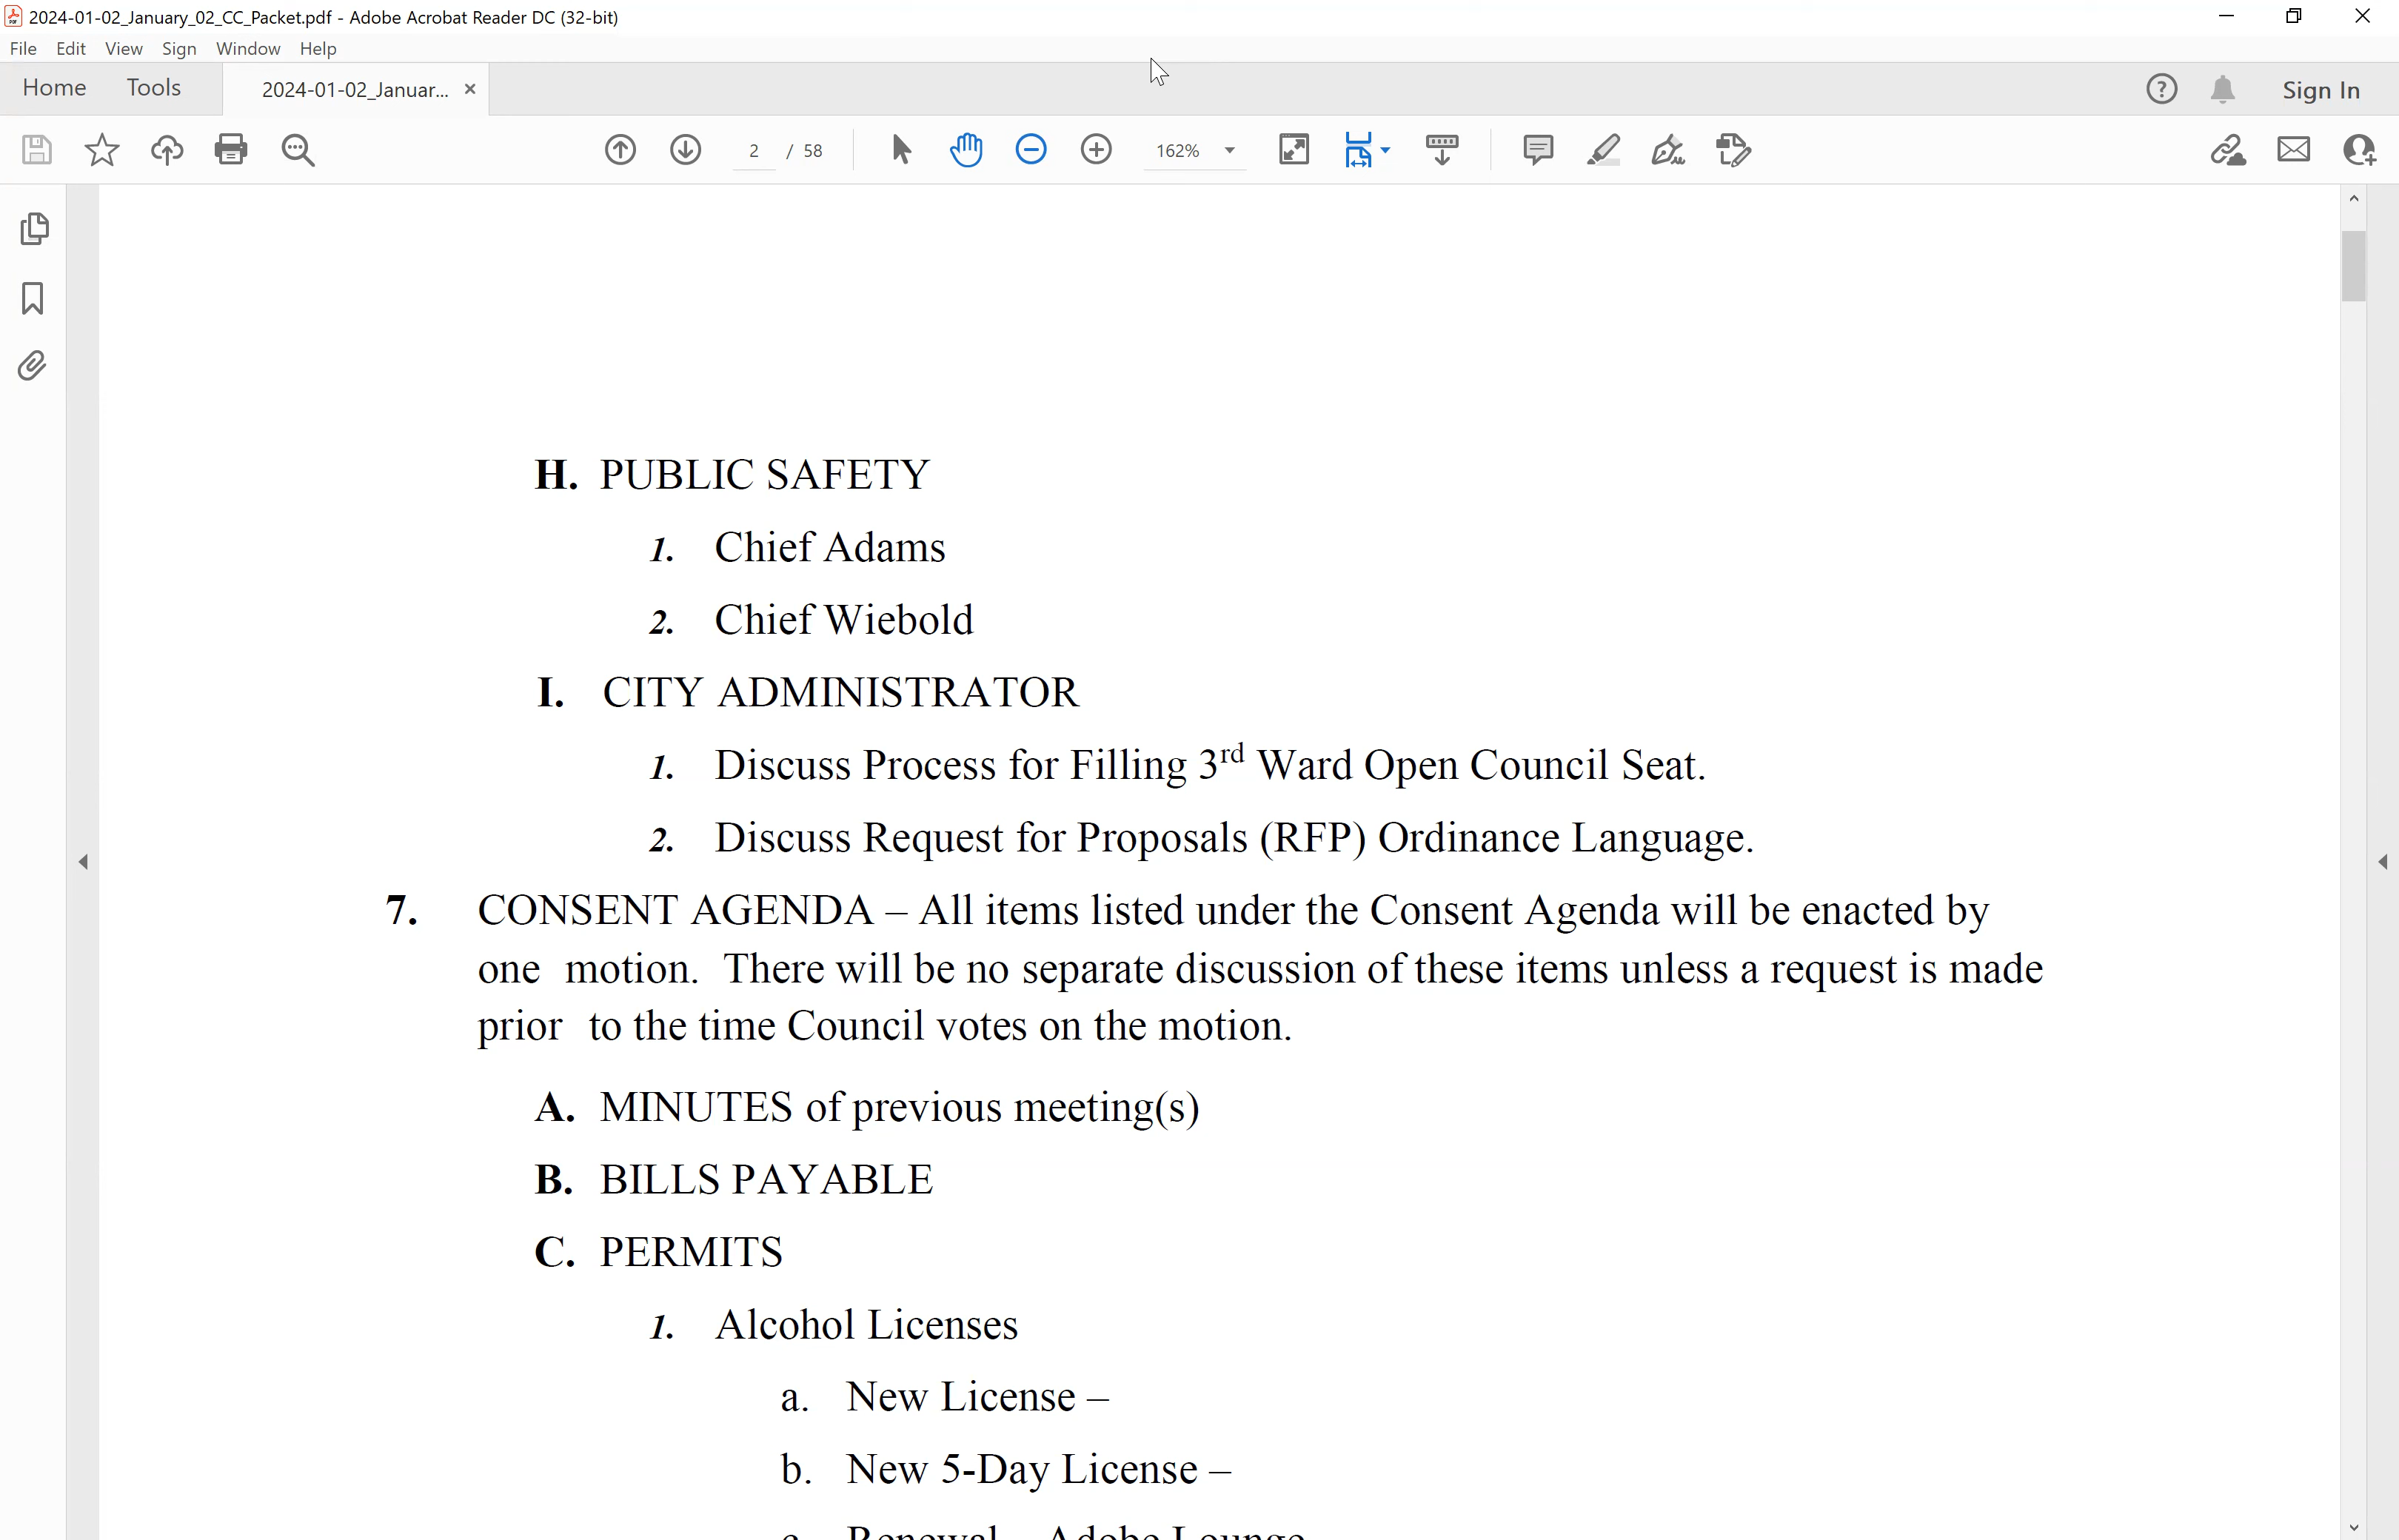 2024-01-02_January_02_CC_Packet.pdf - Adobe Acrobat Reader DC (32-bit)
File Edit View Sign Window Help
Home Tools 2024-01-02_Januar... × Sign In
2 / 58 162%
H. PUBLIC SAFETY
1. Chief Adams
2. Chief Wiebold
I. CITY ADMINISTRATOR
1. Discuss Process for Filling 3rd Ward Open Council Seat.
2. Discuss Request for Proposals (RFP) Ordinance Language.
7. CONSENT AGENDA – All items listed under the Consent Agenda will be enacted by
one motion. There will be no separate discussion of these items unless a request is made
prior to the time Council votes on the motion.
A. MINUTES of previous meeting(s)
B. BILLS PAYABLE
C. PERMITS
1. Alcohol Licenses
a. New License –
b. New 5-Day License –
c. Renewal – Adobe Lounge